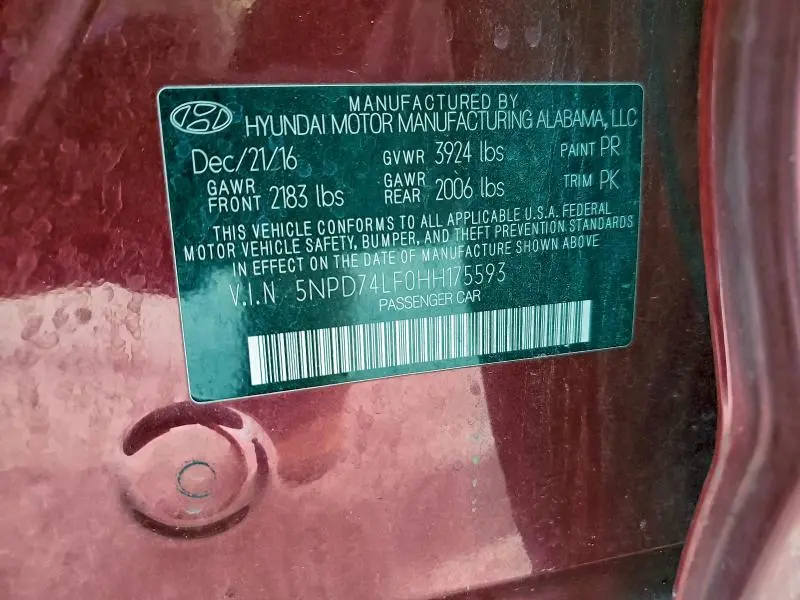 MANUFACTURED BY
HYUNDAI MOTOR MANUFACTURING ALABAMA, LLC
Dec/21/16 GVWR 3924 lbs PAINT PR
GAWR FRONT 2183 lbs GAWR REAR 2006 lbs TRIM PK
THIS VEHICLE CONFORMS TO ALL APPLICABLE U.S.A. FEDERAL
MOTOR VEHICLE SAFETY, BUMPER, AND THEFT PREVENTION STANDARDS
IN EFFECT ON THE DATE OF MANUFACTURE SHOWN ABOVE
V.I.N 5NPD74LF0HH175593
PASSENGER CAR